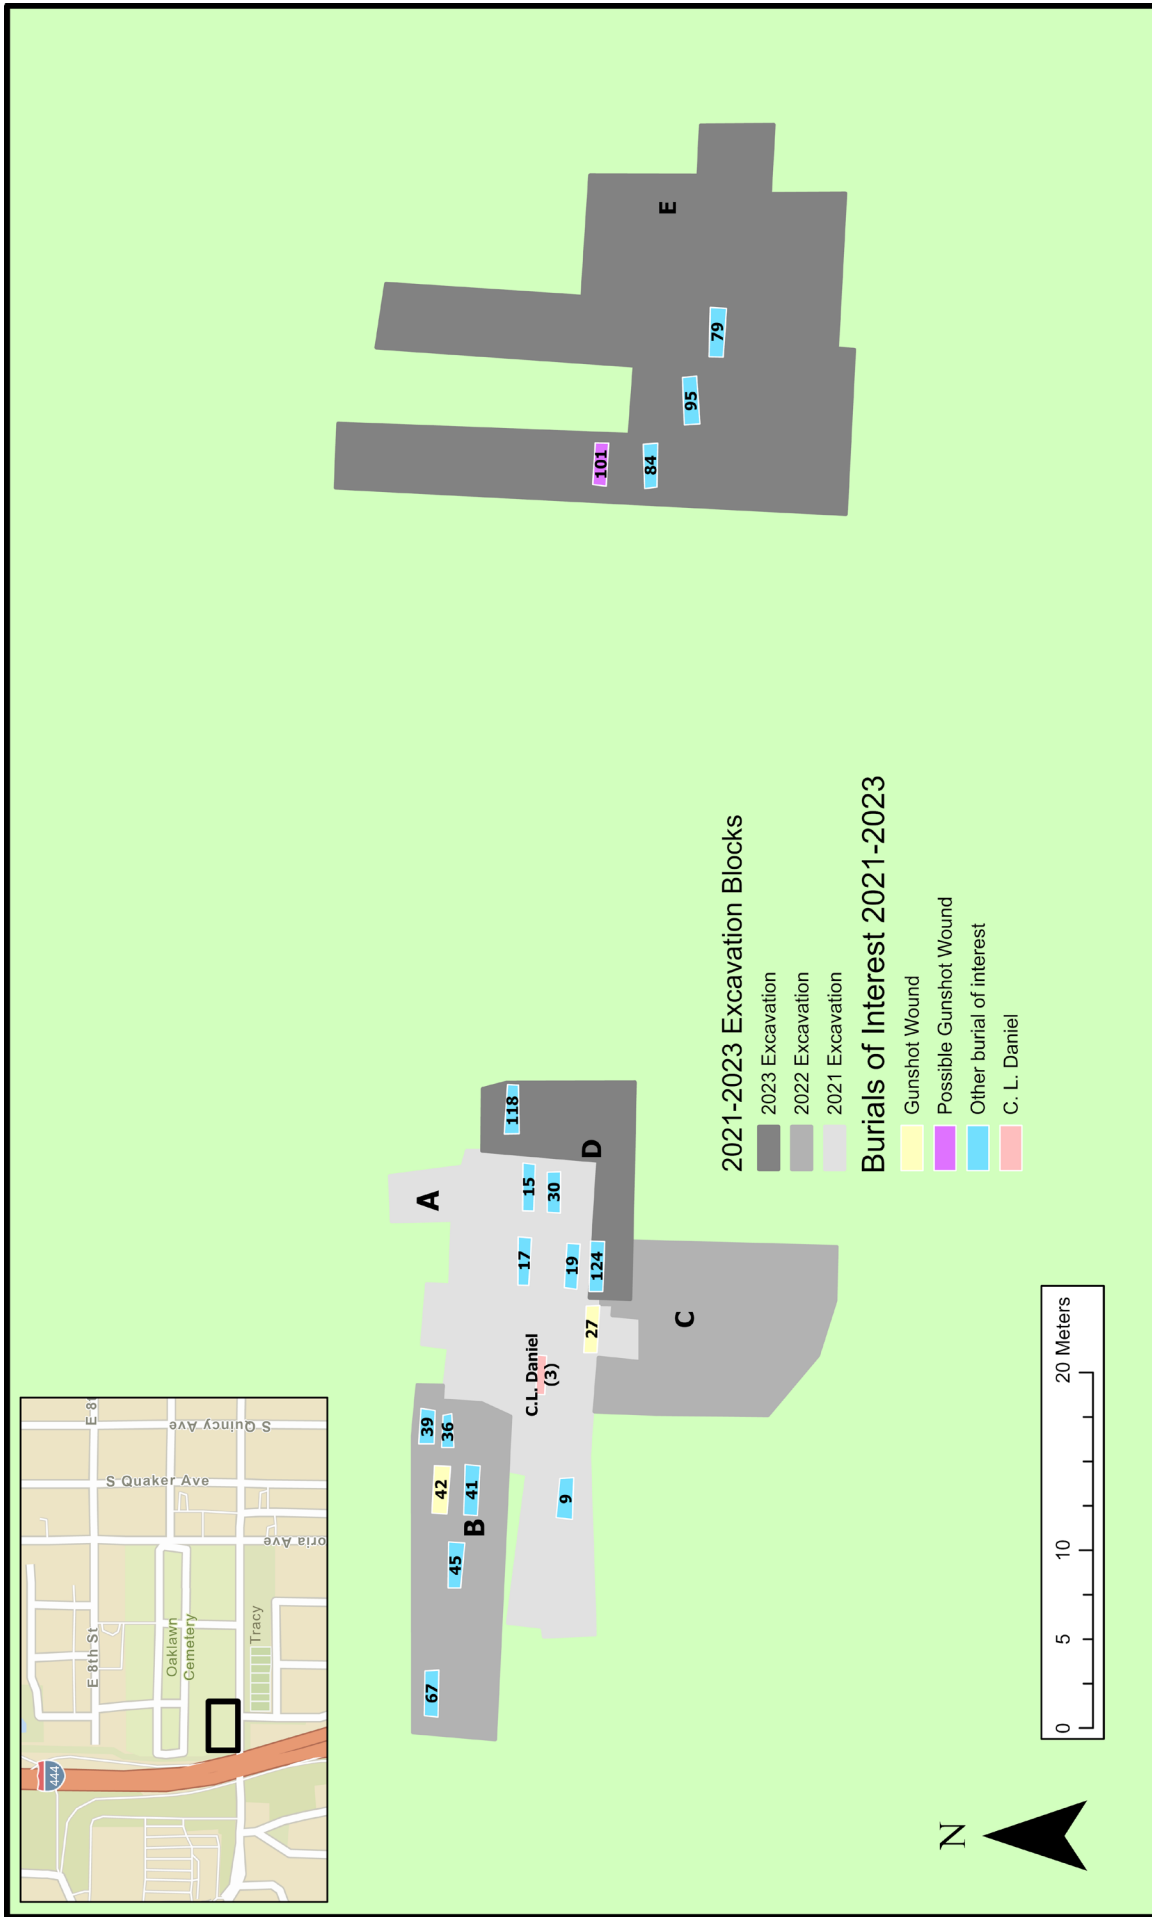 E 8th St
Oaklawn
Cemetery
Tracy
S Quaker Ave
S Quincy Ave
oria Ave
E 8
444
67
45
B
42
41
39
36
9
C.L. Daniel
(3)
27
C
A
17
19
124
15
30
D
118
101
84
95
79
E
2021-2023 Excavation Blocks
2023 Excavation
2022 Excavation
2021 Excavation
Burials of Interest 2021-2023
Gunshot Wound
Possible Gunshot Wound
Other burial of interest
C. L. Daniel
N
0 5 10 20 Meters